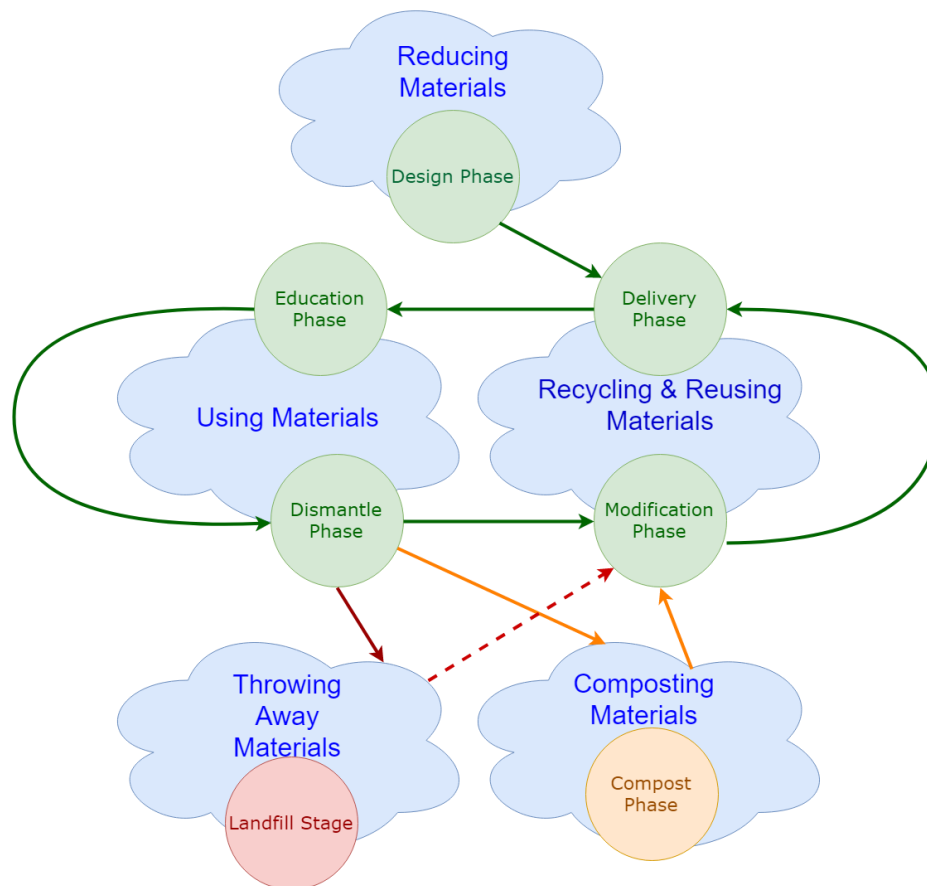 Reducing
Materials
Design Phase
Education
Phase
Delivery
Phase
Using Materials
Recycling & Reusing
Materials
Dismantle
Phase
Modification
Phase
Throwing
Away
Materials
Landfill Stage
Composting
Materials
Compost
Phase